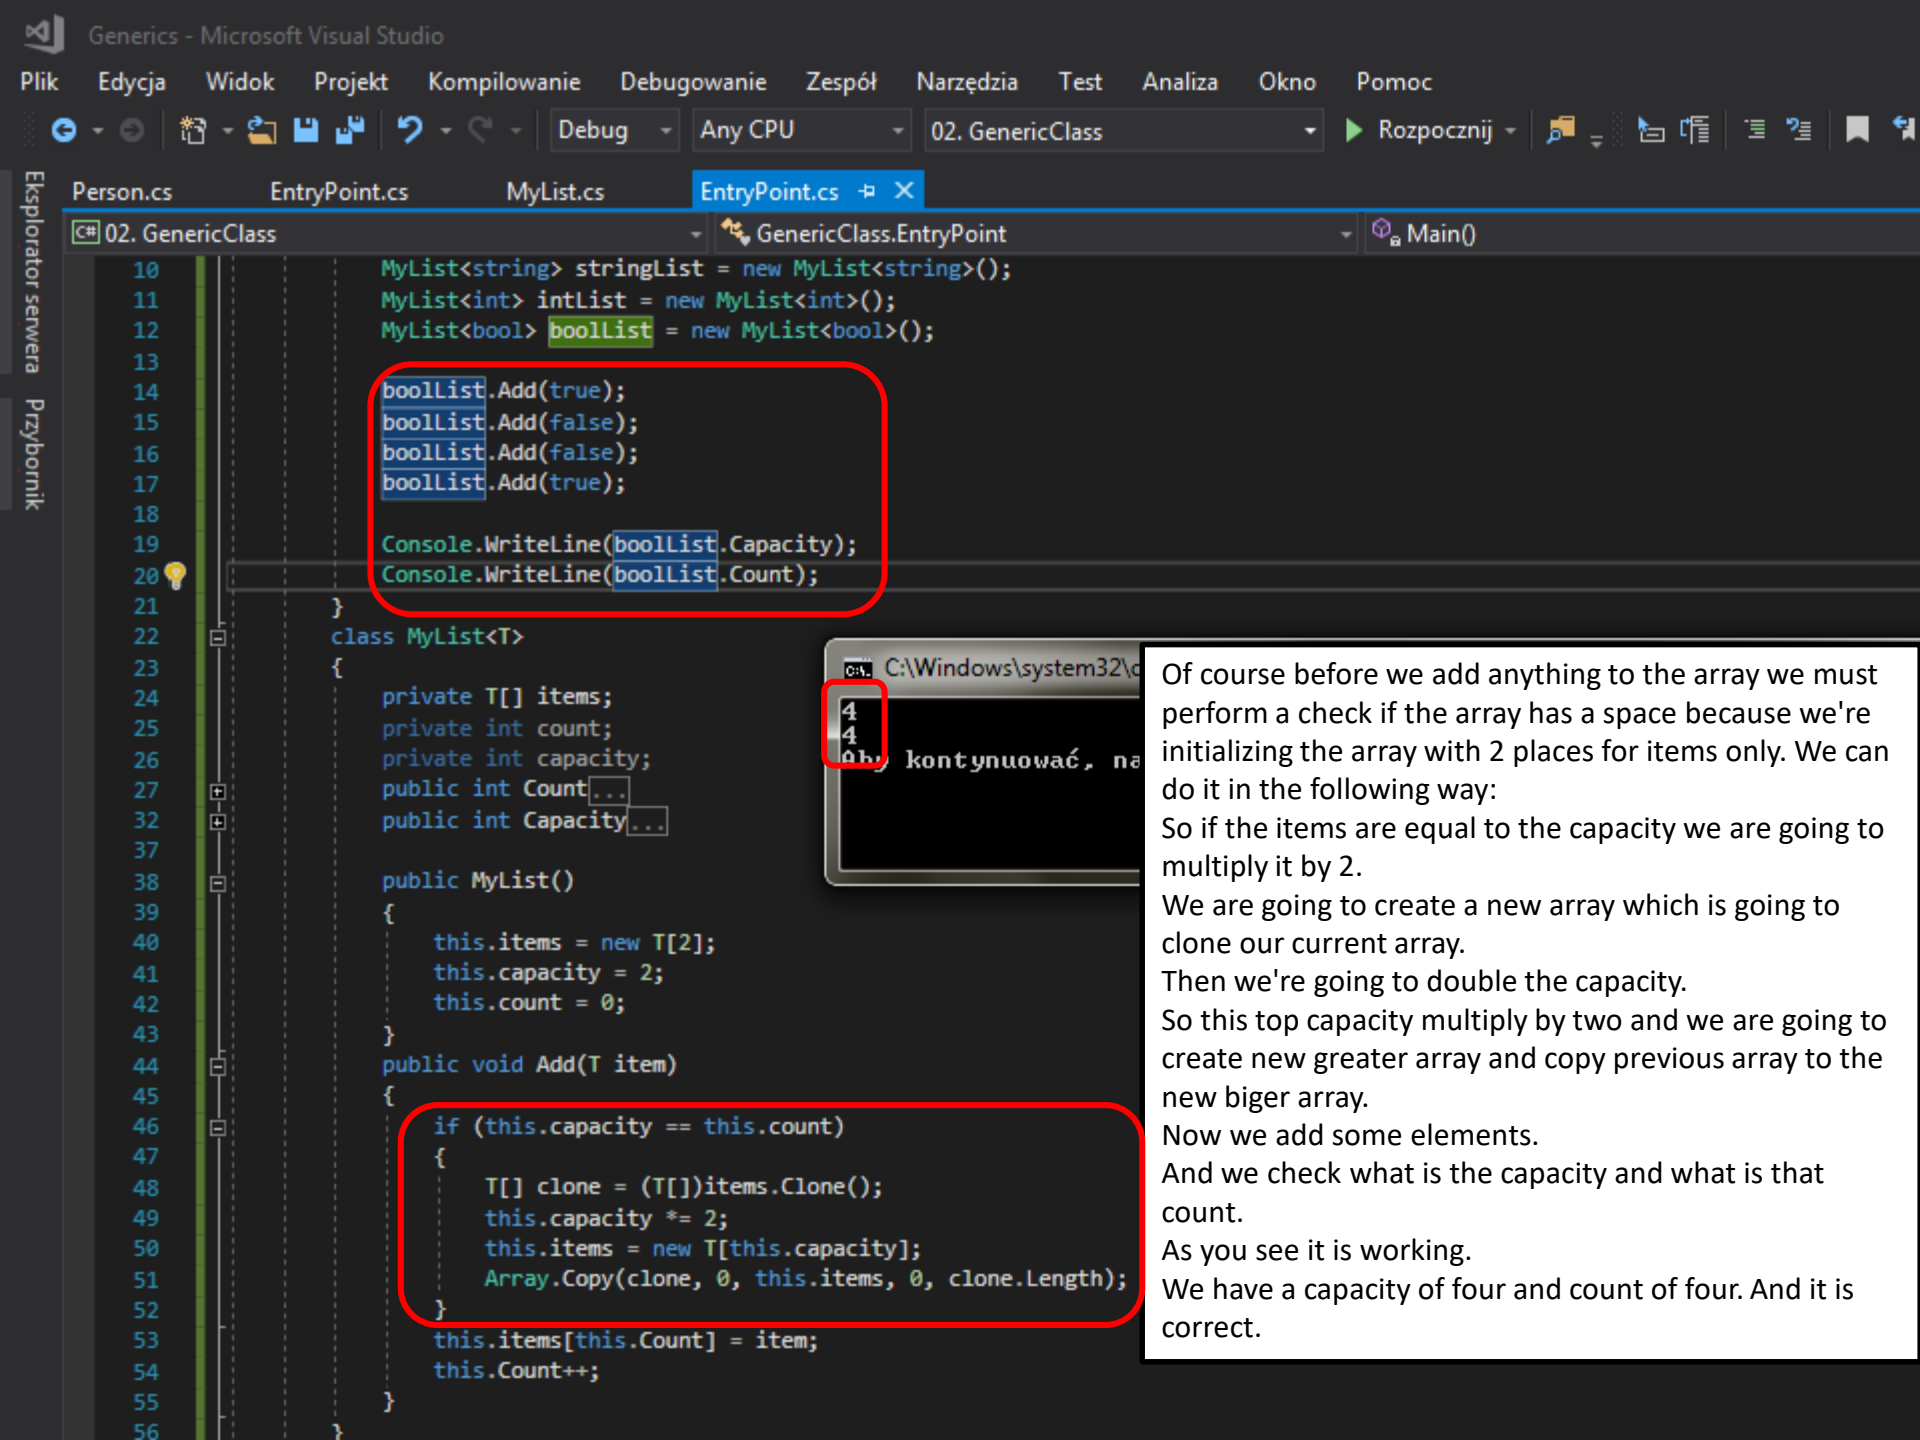 Generics - Microsoft Visual Studio
Plik Edycja Widok Projekt Kompilowanie Debugowanie Zespół Narzędzia Test Analiza Okno Pomoc
Debug Any CPU 02. GenericClass Rozpocznij
Eksplorator serwera
Przybornik
Person.cs EntryPoint.cs MyList.cs EntryPoint.cs
C# 02. GenericClass GenericClass.EntryPoint Main()
10 MyList<string> stringList = new MyList<string>();
11 MyList<int> intList = new MyList<int>();
12 MyList<bool> boolList = new MyList<bool>();
13
14 boolList.Add(true);
15 boolList.Add(false);
16 boolList.Add(false);
17 boolList.Add(true);
18
19 Console.WriteLine(boolList.Capacity);
20 Console.WriteLine(boolList.Count);
21 }
22 class MyList<T>
23 {
24 private T[] items;
25 private int count;
26 private int capacity;
27 public int Count...
32 public int Capacity...
37
38 public MyList()
39 {
40 this.items = new T[2];
41 this.capacity = 2;
42 this.count = 0;
43 }
44 public void Add(T item)
45 {
46 if (this.capacity == this.count)
47 {
48 T[] clone = (T[])items.Clone();
49 this.capacity *= 2;
50 this.items = new T[this.capacity];
51 Array.Copy(clone, 0, this.items, 0, clone.Length);
52 }
53 this.items[this.Count] = item;
54 this.Count++;
55 }
56 }
C:\Windows\system32\c
4
4
Aby kontynuować, na
Of course before we add anything to the array we must
perform a check if the array has a space because we're
initializing the array with 2 places for items only. We can
do it in the following way:
So if the items are equal to the capacity we are going to
multiply it by 2.
We are going to create a new array which is going to
clone our current array.
Then we're going to double the capacity.
So this top capacity multiply by two and we are going to
create new greater array and copy previous array to the
new biger array.
Now we add some elements.
And we check what is the capacity and what is that
count.
As you see it is working.
We have a capacity of four and count of four. And it is
correct.